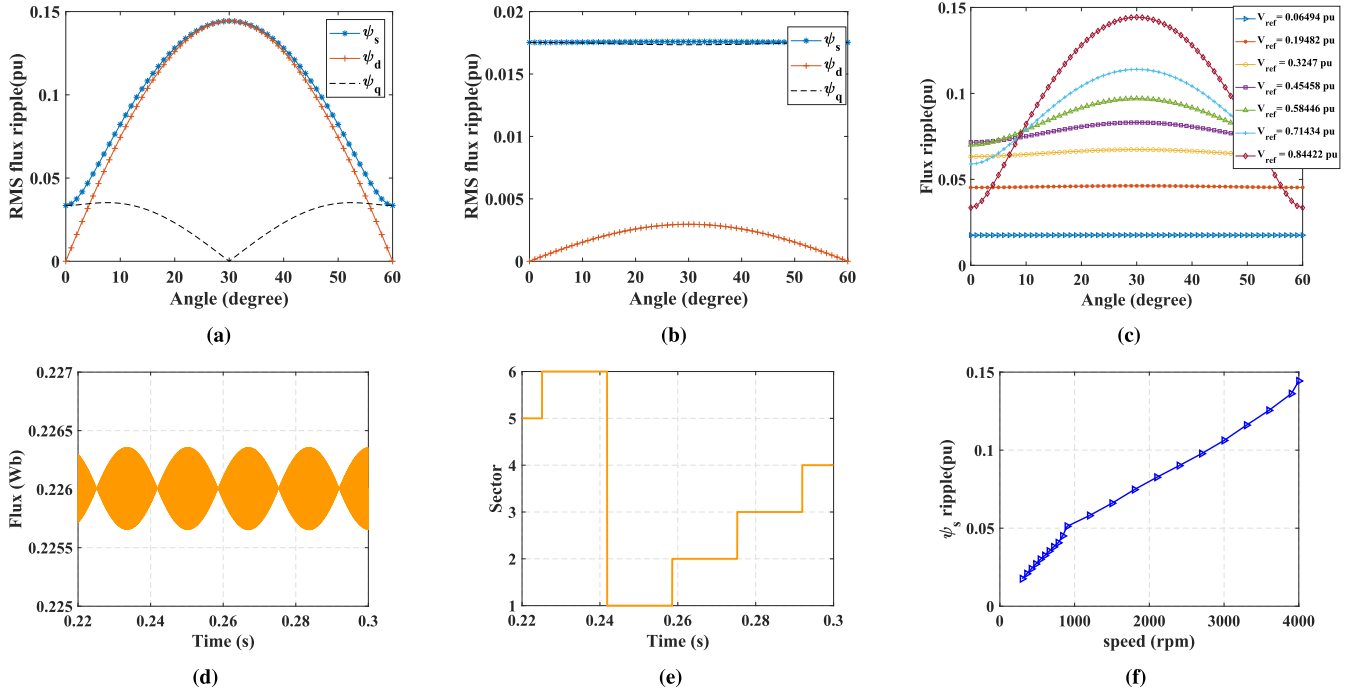 0.15
0.1
0.05
0
RMS flux ripple(pu)
0 10 20 30 40 50 60
Angle (degree)
ψs
ψd
ψq
(a)
0.02
0.015
0.01
0.005
0
RMS flux ripple(pu)
0 10 20 30 40 50 60
Angle (degree)
ψs
ψd
ψq
(b)
0.15
0.1
0.05
0
Flux ripple(pu)
0 10 20 30 40 50 60
Angle (degree)
Vref= 0.06494 pu
Vref= 0.19482 pu
Vref= 0.3247 pu
Vref= 0.45458 pu
Vref= 0.58446 pu
Vref= 0.71434 pu
Vref= 0.84422 pu
(c)
0.227
0.2265
0.226
0.2255
0.225
Flux (Wb)
0.22 0.24 0.26 0.28 0.3
Time (s)
(d)
6
5
4
3
2
1
Sector
0.22 0.24 0.26 0.28 0.3
Time (s)
(e)
0.15
0.1
0.05
0
ψs ripple(pu)
0 1000 2000 3000 4000
speed (rpm)
(f)